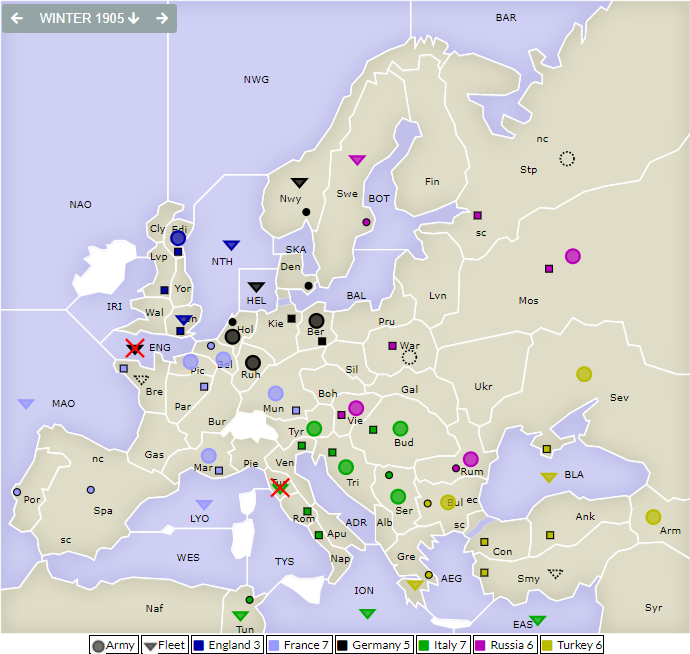 WINTER 1905
BAR
NWG
nc
Stp
Nwy
Swe
Fin
BOT
NAO
Cly
Edi
sc
SKA
NTH
Lvp
Den
BAL
Lvn
Mos
HEL
Yor
IRI
Wal
Kie
Pru
Hol
Ber
ENG
War
Pic
Bel
Ruh
Sil
Bre
Gal
Ukr
MAO
Par
Mun
Boh
Sev
Vie
Bur
Tyr
Bud
nc
Gas
Mar
Pie
Ven
Rum
BLA
Tri
Por
Spa
Rom
Ser
Bul
ec
Ank
Arm
LYO
ADR
Alb
sc
Apu
Con
sc
WES
TYS
Nap
Gre
AEG
Smy
ION
Syr
Naf
Tun
EAS
Army
Fleet
England 3
France 7
Germany 5
Italy 7
Russia 6
Turkey 6